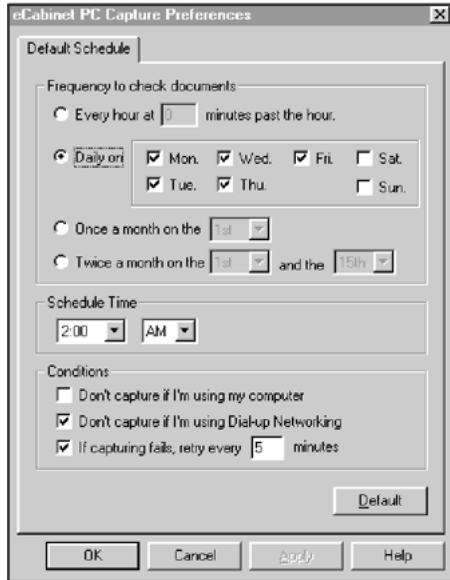 eCabinet PC Capture Preferences
Default Schedule
Frequency to check documents
Every hour at 0 minutes past the hour.
Daily on Mon. Wed. Fri. Sat.
Tue. Thu. Sun.
Once a month on the 1st
Twice a month on the 1st and the 15th
Schedule Time
2:00 AM
Conditions
Don't capture if I'm using my computer
Don't capture if I'm using Dial-up Networking
If capturing fails, retry every 5 minutes
Default
OK Cancel Apply Help